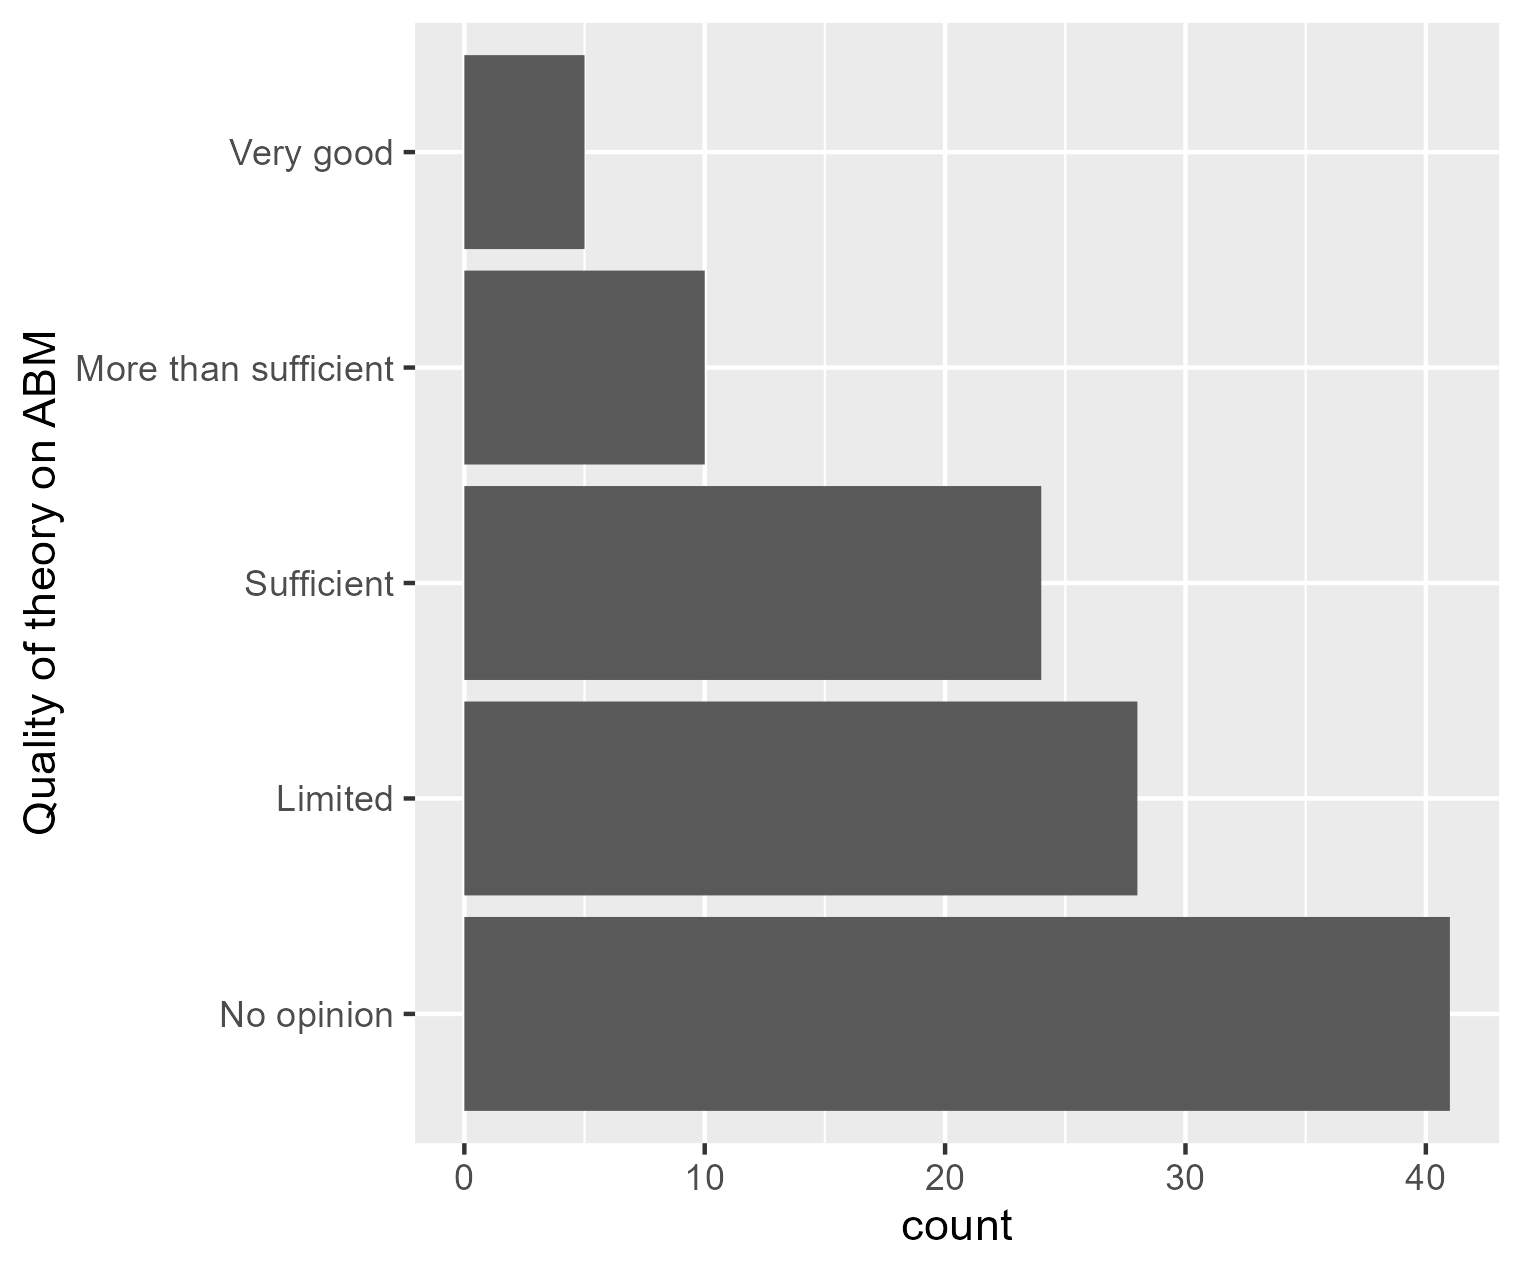 Quality of theory on ABM
Very good
More than sufficient
Sufficient
Limited
No opinion
0 10 20 30 40
count